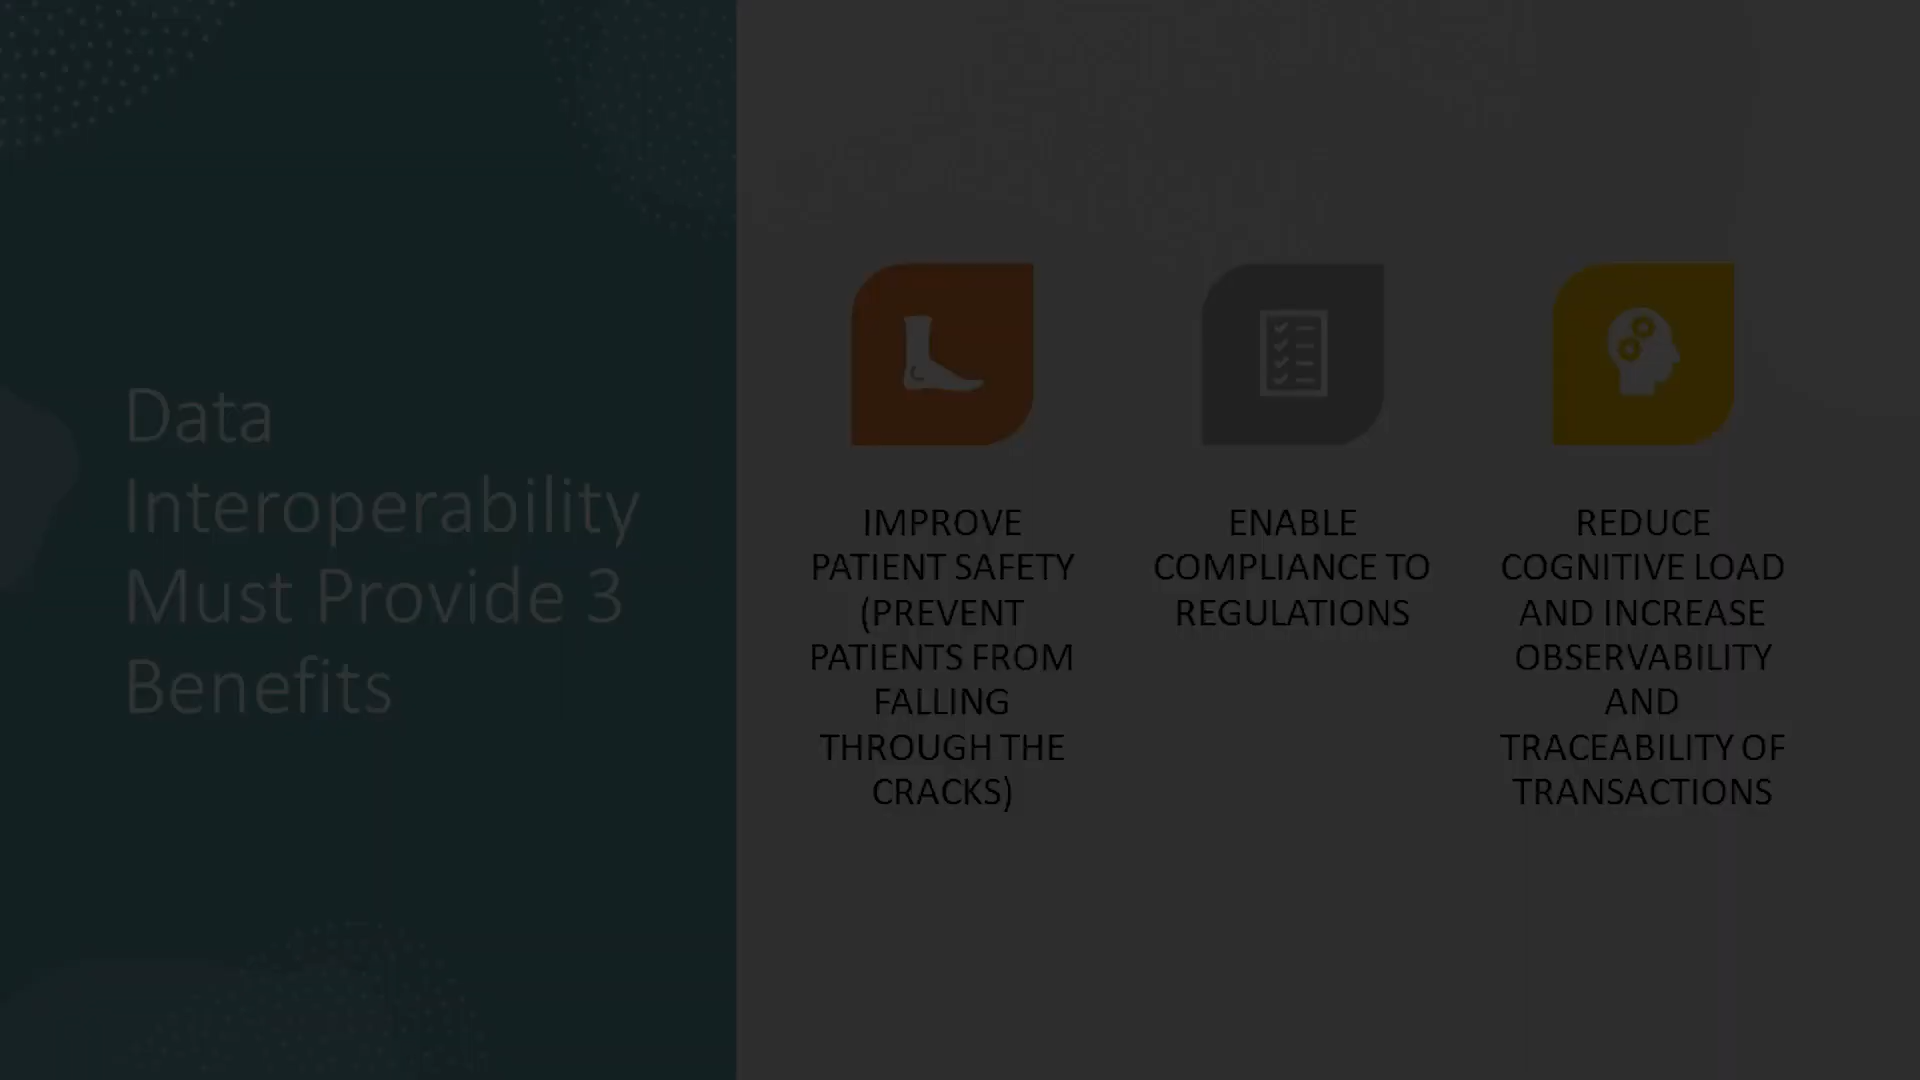 Data
Interoperability
Must Provide 3
Benefits
IMPROVE
PATIENT SAFETY
(PREVENT
PATIENTS FROM
FALLING
THROUGH THE
CRACKS)
ENABLE
COMPLIANCE TO
REGULATIONS
REDUCE
COGNITIVE LOAD
AND INCREASE
OBSERVABILITY
AND
TRACEABILITY OF
TRANSACTIONS